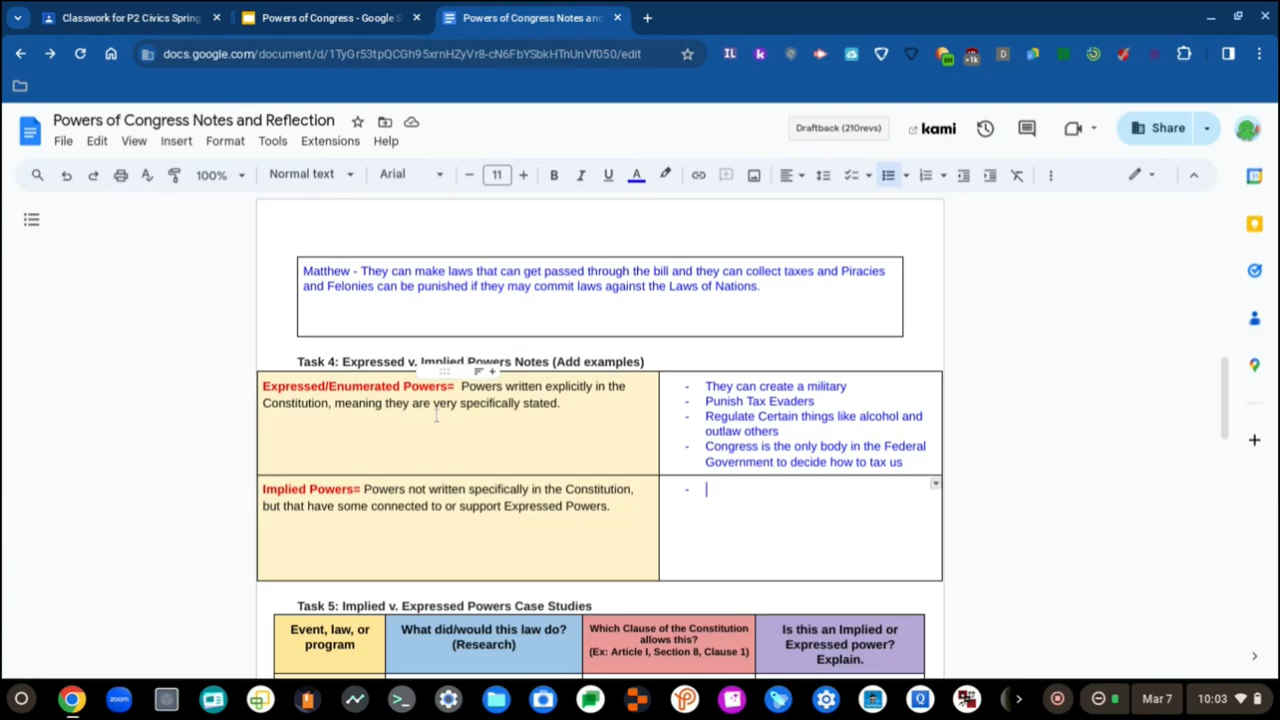 Classwork for P2 Civics Spring
Powers of Congress - Google S
Powers of Congress Notes and
docs.google.com/document/d/1TyGr53tpQCGh95xrnHZyVr8-cN6FbYSbkHTnUnVf050/edit
Powers of Congress Notes and Reflection
File Edit View Insert Format Tools Extensions Help
Draftback (210revs)
kami
Share
100%
Normal text
Arial
11
Matthew - They can make laws that can get passed through the bill and they can collect taxes and Piracies
and Felonies can be punished if they may commit laws against the Laws of Nations.
Task 4: Expressed v. Implied Powers Notes (Add examples)
Expressed/Enumerated Powers= Powers written explicitly in the
Constitution, meaning they are very specifically stated.
- They can create a military
- Punish Tax Evaders
- Regulate Certain things like alcohol and
outlaw others
- Congress is the only body in the Federal
Government to decide how to tax us
Implied Powers= Powers not written specifically in the Constitution,
but that have some connected to or support Expressed Powers.
-
Task 5: Implied v. Expressed Powers Case Studies
Event, law, or
program
What did/would this law do?
(Research)
Which Clause of the Constitution
allows this?
(Ex: Article I, Section 8, Clause 1)
Is this an Implied or
Expressed power?
Explain.
zoom
Mar 7
10:03